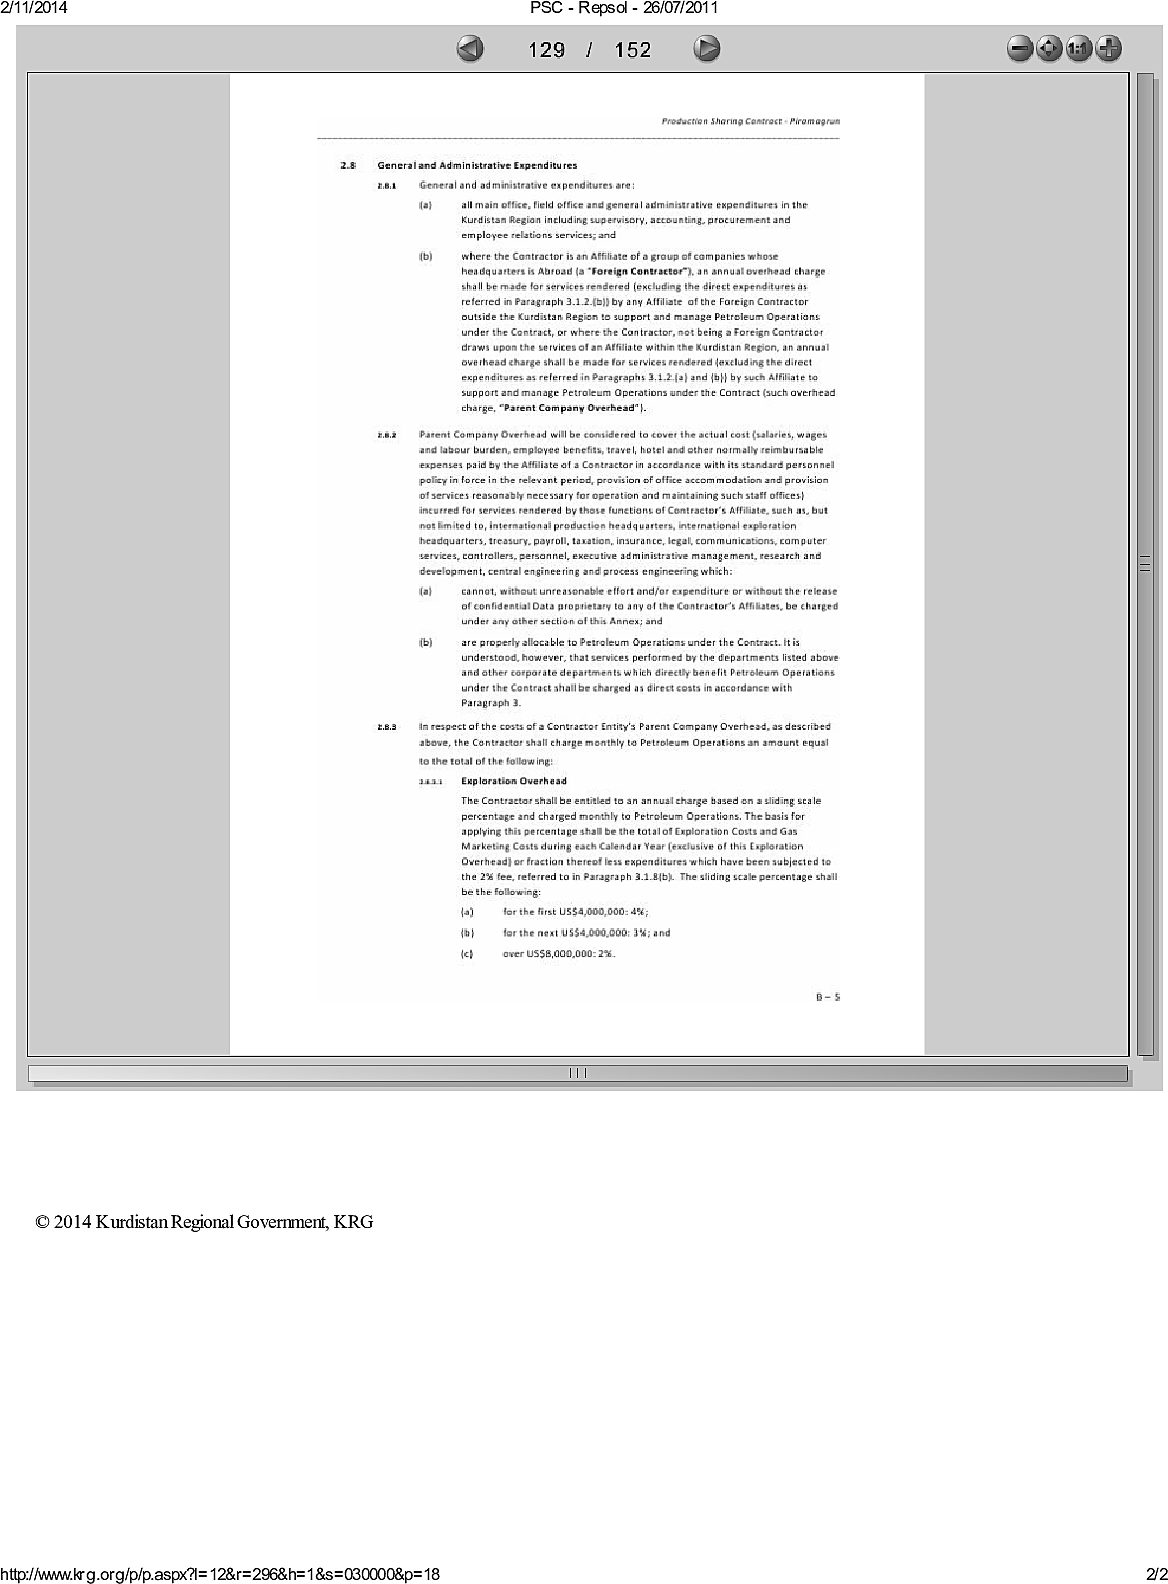 2/11/2014 PSC - Repsol - 26/07/2011
129 / 152
1:1
Production Sharing Contract - Piramagrun
2.8 General and Administrative Expenditures
2.8.1 General and administrative expenditures are:
(a) all main office, field office and general administrative expenditures in the
Kurdistan Region including supervisory, accounting, procurement and
employee relations services; and
(b) where the Contractor is an Affiliate of a group of companies whose
headquarters is Abroad (a "Foreign Contractor"), an annual overhead charge
shall be made for services rendered (excluding the direct expenditures as
referred in Paragraph 3.1.2.(b)) by any Affiliate of the Foreign Contractor
outside the Kurdistan Region to support and manage Petroleum Operations
under the Contract, or where the Contractor, not being a Foreign Contractor
draws upon the services of an Affiliate within the Kurdistan Region, an annual
overhead charge shall be made for services rendered (excluding the direct
expenditures as referred in Paragraphs 3.1.2.(a) and (b)) by such Affiliate to
support and manage Petroleum Operations under the Contract (such overhead
charge, "Parent Company Overhead").
2.8.2 Parent Company Overhead will be considered to cover the actual cost (salaries, wages
and labour burden, employee benefits, travel, hotel and other normally reimbursable
expenses paid by the Affiliate of a Contractor in accordance with its standard personnel
policy in force in the relevant period, provision of office accommodation and provision
of services reasonably necessary for operation and maintaining such staff offices)
incurred for services rendered by those functions of Contractor's Affiliate, such as, but
not limited to, international production headquarters, international exploration
headquarters, treasury, payroll, taxation, insurance, legal, communications, computer
services, controllers, personnel, executive administrative management, research and
development, central engineering and process engineering which:
(a) cannot, without unreasonable effort and/or expenditure or without the release
of confidential Data proprietary to any of the Contractor's Affiliates, be charged
under any other section of this Annex; and
(b) are properly allocable to Petroleum Operations under the Contract. It is
understood, however, that services performed by the departments listed above
and other corporate departments which directly benefit Petroleum Operations
under the Contract shall be charged as direct costs in accordance with
Paragraph 3.
2.8.3 In respect of the costs of a Contractor Entity's Parent Company Overhead, as described
above, the Contractor shall charge monthly to Petroleum Operations an amount equal
to the total of the following:
2.8.3.1 Exploration Overhead
The Contractor shall be entitled to an annual charge based on a sliding scale
percentage and charged monthly to Petroleum Operations. The basis for
applying this percentage shall be the total of Exploration Costs and Gas
Marketing Costs during each Calendar Year (exclusive of this Exploration
Overhead) or fraction thereof less expenditures which have been subjected to
the 2% fee, referred to in Paragraph 3.1.8(b). The sliding scale percentage shall
be the following:
(a) for the first US$4,000,000: 4%;
(b) for the next US$4,000,000: 3%; and
(c) over US$8,000,000: 2%.
B – 5
© 2014 Kurdistan Regional Government, KRG
http://www.krg.org/p/p.aspx?l=12&r=296&h=1&s=030000&p=18 2/2